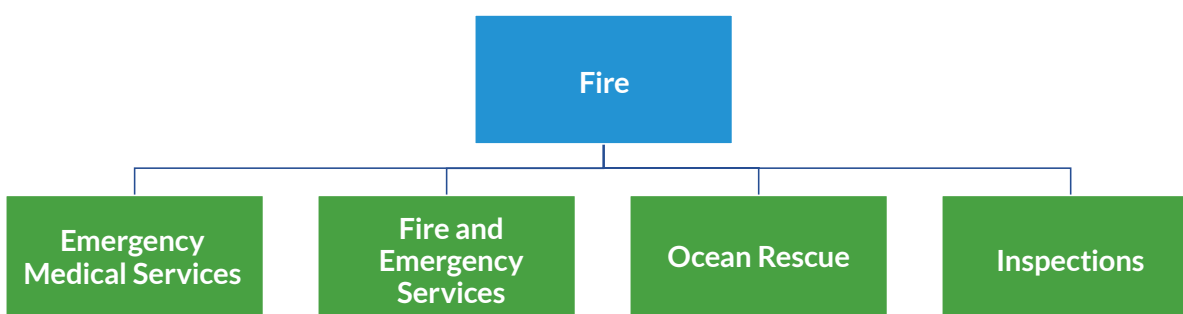 Fire
Emergency
Medical Services
Fire and
Emergency
Services
Ocean Rescue
Inspections